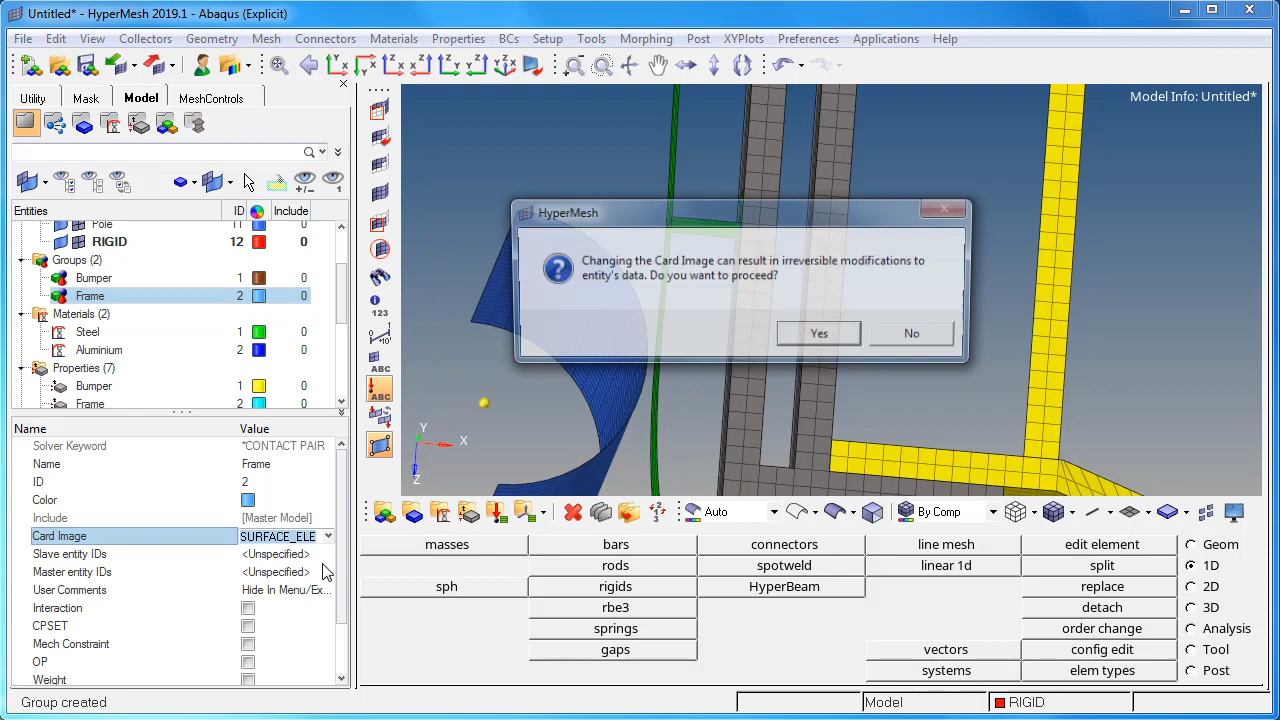 Untitled* - HyperMesh 2019.1 - Abaqus (Explicit)
File Edit View Collectors Geometry Mesh Connectors Materials Properties BCs Setup Tools Morphing Post XYPlots Preferences Applications Help
Utility Mask Model MeshControls
Model Info: Untitled*
Entities ID Include
Pole 11 0
RIGID 12 0
Groups (2)
Bumper 1 0
Frame 2 0
Materials (2)
Steel 1 0
Aluminium 2 0
Properties (7)
Bumper 1 0
Frame 2 0
HyperMesh
Changing the Card Image can result in irreversible modifications to
entity's data. Do you want to proceed?
Yes No
123
ABC
ABC
Y
X
Z
Name Value
Solver Keyword *CONTACT PAIR
Name Frame
ID 2
Color
Include [Master Model]
Card Image SURFACE_ELE
Slave entity IDs <Unspecified>
Master entity IDs <Unspecified>
User Comments Hide In Menu/Ex...
Interaction
CPSET
Mech Constraint
OP
Weight
Auto By Comp
masses bars connectors line mesh edit element Geom
rods spotweld linear 1d split 1D
sph rigids HyperBeam replace 2D
rbe3 detach 3D
springs order change Analysis
gaps vectors config edit Tool
systems elem types Post
Group created Model RIGID